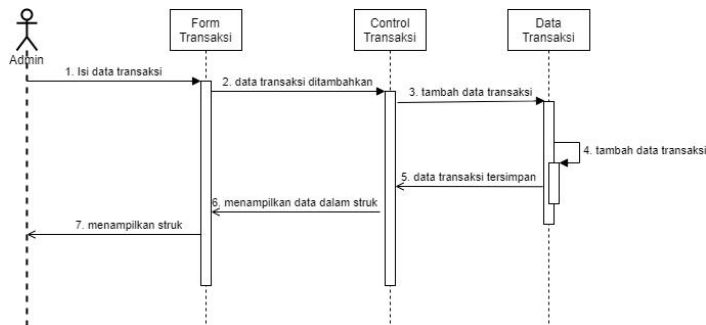 Form
Transaksi
Control
Transaksi
Data
Transaksi
Admin
1. Isi data transaksi
2. data transaksi ditambahkan
3. tambah data transaksi
4. tambah data transaksi
5. data transaksi tersimpan
6. menampilkan data dalam struk
7. menampilkan struk